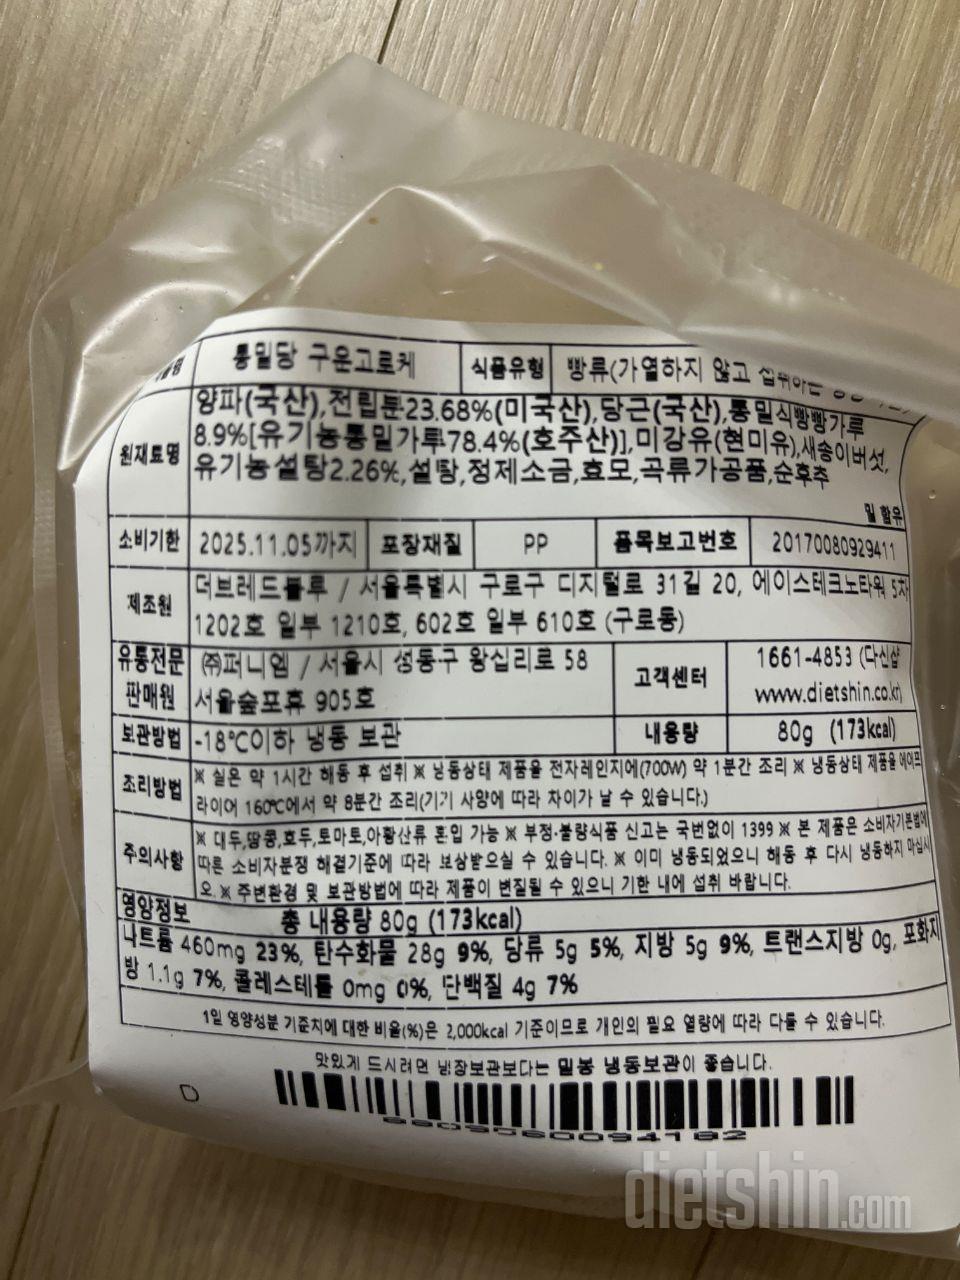 통밀당 구운고로케 식품유형 빵류(가열하지 않고 섭취하는
원재료명 양파(국산),전립분23.68%(미국산),당근(국산),통밀식빵빵가루
8.9%[유기농통밀가루78.4%(호주산)],미강유(현미유),새송이버섯,
유기농설탕2.26%,설탕,정제소금,효모,곡류가공품,순후추
밀 함유
소비기한 2025.11.05까지 포장재질 PP 품목보고번호 20170080929411
제조원 더브레드블루 / 서울특별시 구로구 디지털로 31길 20, 에이스테크노타워 5차
1202호 일부 1210호, 602호 일부 610호 (구로동)
유통전문판매원 ㈜퍼니엠 / 서울시 성동구 왕십리로 58
서울숲포휴 905호
고객센터 1661-4853 (다신샵
www.dietshin.co.kr)
보관방법 -18℃이하 냉동 보관 내용량 80g (173kcal)
조리방법 ※ 실온 약 1시간 해동 후 섭취 ※ 냉동상태 제품을 전자레인지에(700W) 약 1분간 조리 ※ 냉동상태 제품을 에어프
라이어 160℃에서 약 8분간 조리(기기 사양에 따라 차이가 날 수 있습니다.)
주의사항 ※ 대두,땅콩,호두,토마토,아황산류 혼입 가능 ※ 부정·불량식품 신고는 국번없이 1399 ※ 본 제품은 소비자기본법에
따른 소비자분쟁 해결기준에 따라 보상받으실 수 있습니다. ※ 이미 냉동되었으니 해동 후 다시 냉동하지 마십시
오. ※ 주변환경 및 보관방법에 따라 제품이 변질될 수 있으니 기한 내에 섭취 바랍니다.
영양정보 총 내용량 80g (173kcal)
나트륨 460mg 23%, 탄수화물 28g 9%, 당류 5g 5%, 지방 5g 9%, 트랜스지방 0g, 포화지
방 1.1g 7%, 콜레스테롤 0mg 0%, 단백질 4g 7%
1일 영양성분 기준치에 대한 비율(%)은 2,000kcal 기준이므로 개인의 필요 열량에 따라 다를 수 있습니다.
맛있게 드시려면 냉장보관보다는 밀봉 냉동보관이 좋습니다.
D
8809560094182
dietshin.com